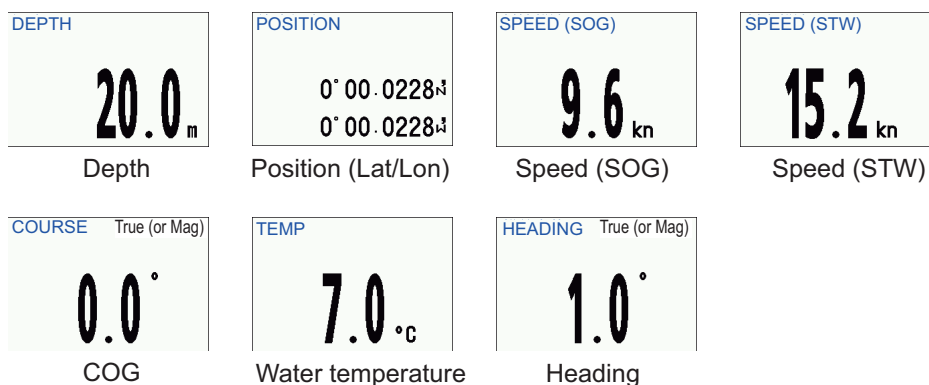 DEPTH
20.0 m
Depth
POSITION
0° 00.0228'N
0° 00.0228'W
Position (Lat/Lon)
SPEED (SOG)
9.6 kn
Speed (SOG)
SPEED (STW)
15.2 kn
Speed (STW)
COURSE True (or Mag)
0.0°
COG
TEMP
7.0 °C
Water temperature
HEADING True (or Mag)
1.0°
Heading